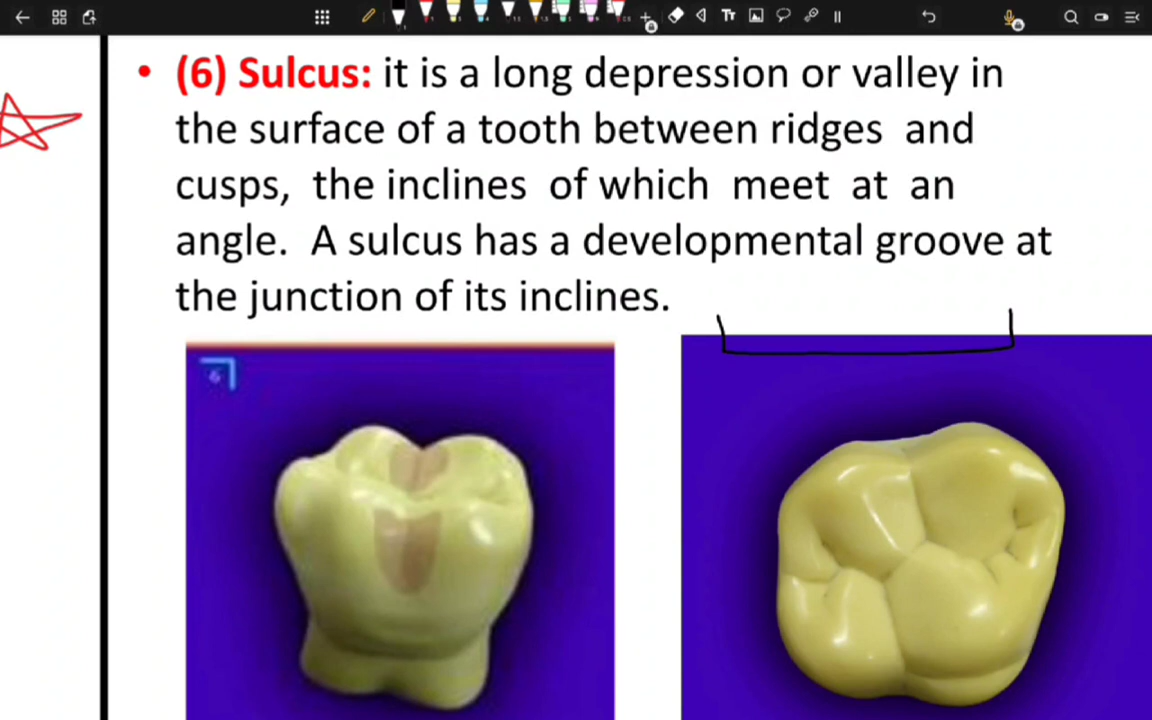 • (6) Sulcus: it is a long depression or valley in
the surface of a tooth between ridges and
cusps, the inclines of which meet at an
angle. A sulcus has a developmental groove at
the junction of its inclines.
6